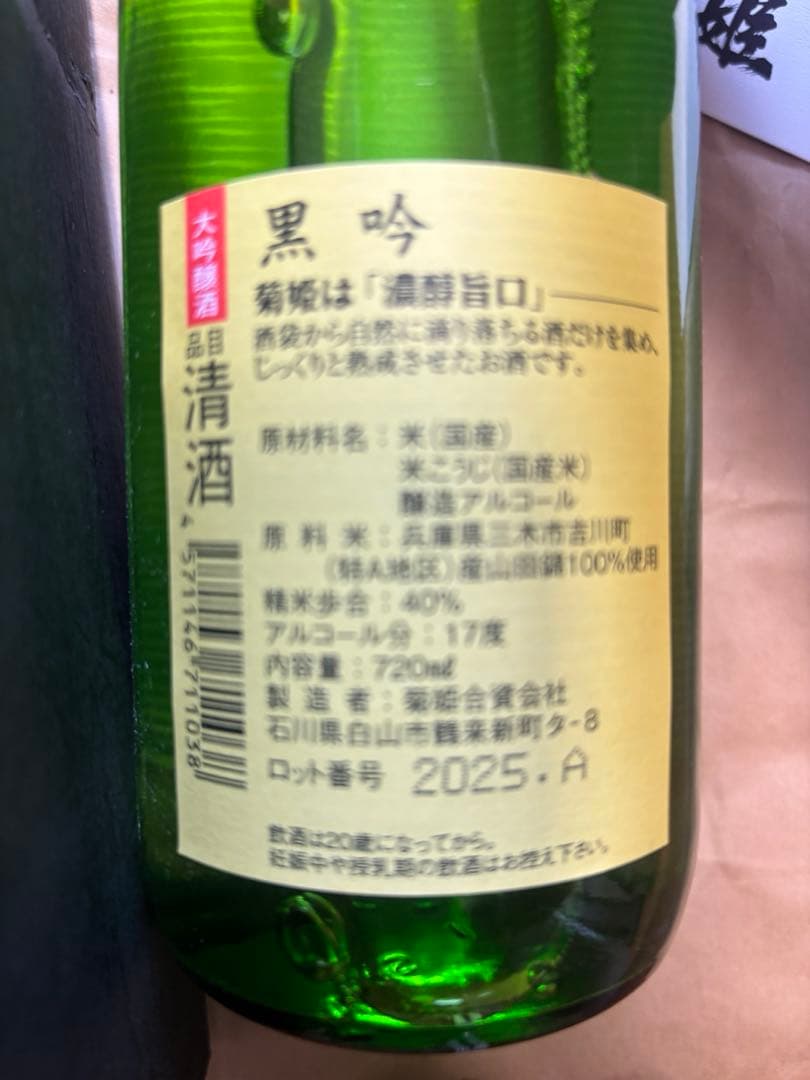 雄
大吟醸酒
黒吟
菊姫は「濃醇旨口」
酒袋から自然に滴り落ちる酒だけを集め、
じっくりと熟成させたお酒です。
品目
清酒
原材料名：米(国産)
米こうじ(国産米)
醸造アルコール
原料米：兵庫県三木市吉川町
(特A地区)産山田錦100%使用
精米歩合：40%
アルコール分：17度
内容量：720mℓ
製造者：菊姫合資会社
石川県白山市鶴来新町タ-8
ロット番号 2025.A
飲酒は20歳になってから。
妊娠中や授乳期の飲酒はお控え下さい。
4 571146 711038